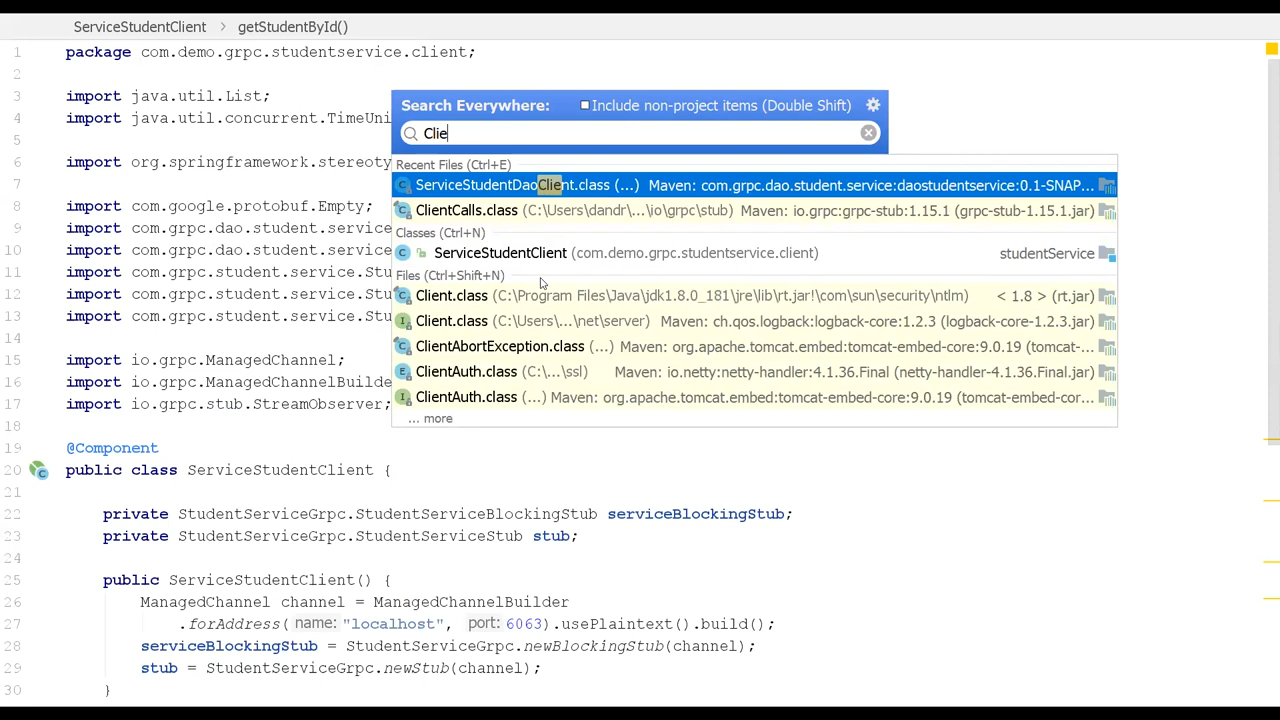 ServiceStudentClient > getStudentById()
1 package com.demo.grpc.studentservice.client;
2
3 import java.util.List;
4 import java.util.concurrent.TimeUni
5
6 import org.springframework.stereoty
7
8 import com.google.protobuf.Empty;
9 import com.grpc.dao.student.service
10 import com.grpc.dao.student.service
11 import com.grpc.student.service.Stu
12 import com.grpc.student.service.Stu
13 import com.grpc.student.service.Stu
14
15 import io.grpc.ManagedChannel;
16 import io.grpc.ManagedChannelBuilde
17 import io.grpc.stub.StreamObserver;
18
19 @Component
20 public class ServiceStudentClient {
21
22 private StudentServiceGrpc.StudentServiceBlockingStub serviceBlockingStub;
23 private StudentServiceGrpc.StudentServiceStub stub;
24
25 public ServiceStudentClient() {
26 ManagedChannel channel = ManagedChannelBuilder
27 .forAddress( name: "localhost", port: 6063).usePlaintext().build();
28 serviceBlockingStub = StudentServiceGrpc.newBlockingStub(channel);
29 stub = StudentServiceGrpc.newStub(channel);
30 }
Search Everywhere: Include non-project items (Double Shift)
Clie
Recent Files (Ctrl+E)
ServiceStudentDaoClient.class (...) Maven: com.grpc.dao.student.service:daostudentservice:0.1-SNAP...
ClientCalls.class (C:\Users\dandr\...\io\grpc\stub) Maven: io.grpc:grpc-stub:1.15.1 (grpc-stub-1.15.1.jar)
Classes (Ctrl+N)
ServiceStudentClient (com.demo.grpc.studentservice.client) studentService
Files (Ctrl+Shift+N)
Client.class (C:\Program Files\Java\jdk1.8.0_181\jre\lib\rt.jar!\com\sun\security\ntlm) < 1.8 > (rt.jar)
Client.class (C:\Users\...\net\server) Maven: ch.qos.logback:logback-core:1.2.3 (logback-core-1.2.3.jar)
ClientAbortException.class (...) Maven: org.apache.tomcat.embed:tomcat-embed-core:9.0.19 (tomcat-...
ClientAuth.class (C:\...\ssl) Maven: io.netty:netty-handler:4.1.36.Final (netty-handler-4.1.36.Final.jar)
ClientAuth.class (...) Maven: org.apache.tomcat.embed:tomcat-embed-core:9.0.19 (tomcat-embed-cor...
... more